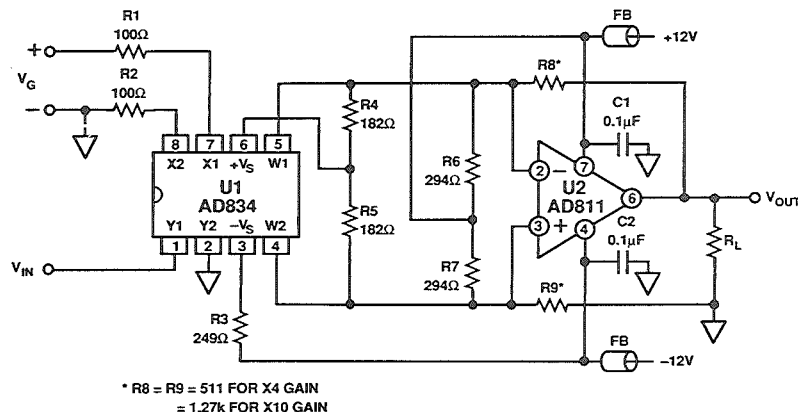 R1
100Ω
FB
+12V
+
V_G
R2
100Ω
R8*
–
R4
182Ω
C1
0.1µF
8 7 6 5
X2 X1 +V_S W1
R6
294Ω
2 – 7
U1
AD834
U2
AD811
6
V_OUT
R5
182Ω
3 +
C2
0.1µF
4
R_L
Y1 Y2 –V_S W2
1 2 3 4
R7
294Ω
V_IN
R9*
R3
249Ω
FB
–12V
* R8 = R9 = 511 FOR X4 GAIN
= 1.27k FOR X10 GAIN